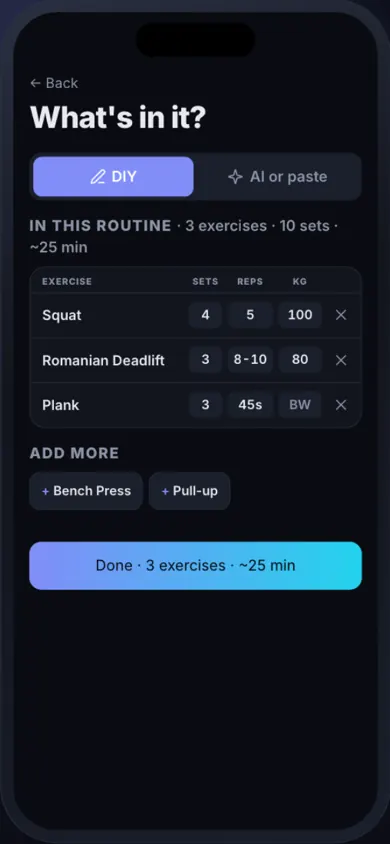 ← Back
What's in it?
DIY
AI or paste
IN THIS ROUTINE · 3 exercises · 10 sets ·
~25 min
EXERCISE SETS REPS KG
Squat 4 5 100 ×
Romanian Deadlift 3 8-10 80 ×
Plank 3 45s BW ×
ADD MORE
+ Bench Press
+ Pull-up
Done · 3 exercises · ~25 min